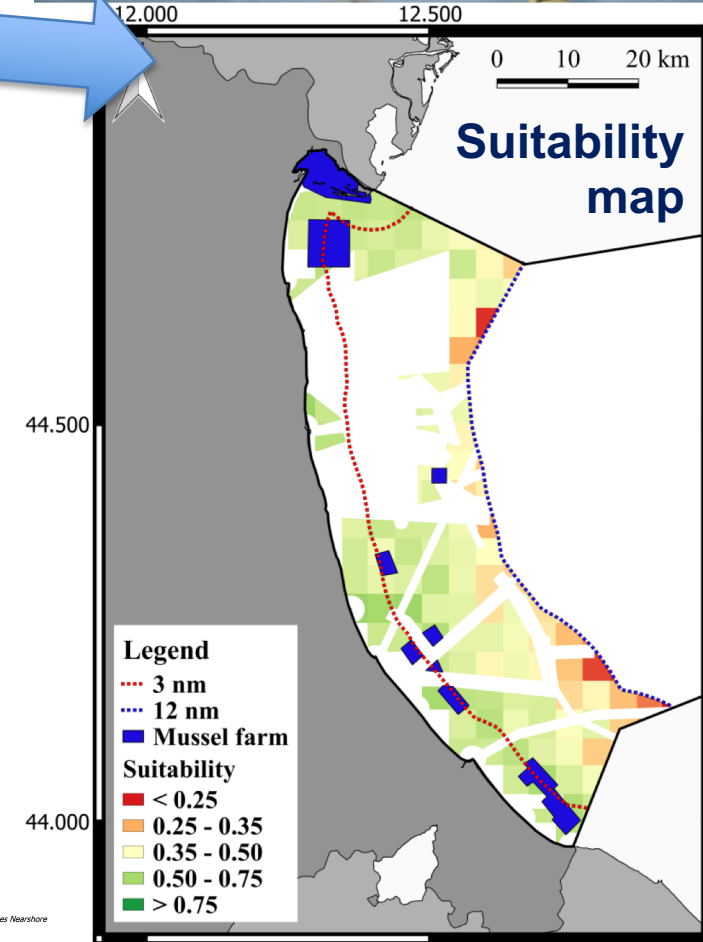 12.000
12.500
0 10 20 km
Suitability
map
44.500
44.000
Legend
3 nm
12 nm
Mussel farm
Suitability
< 0.25
0.25 - 0.35
0.35 - 0.50
0.50 - 0.75
> 0.75
es Nearshore